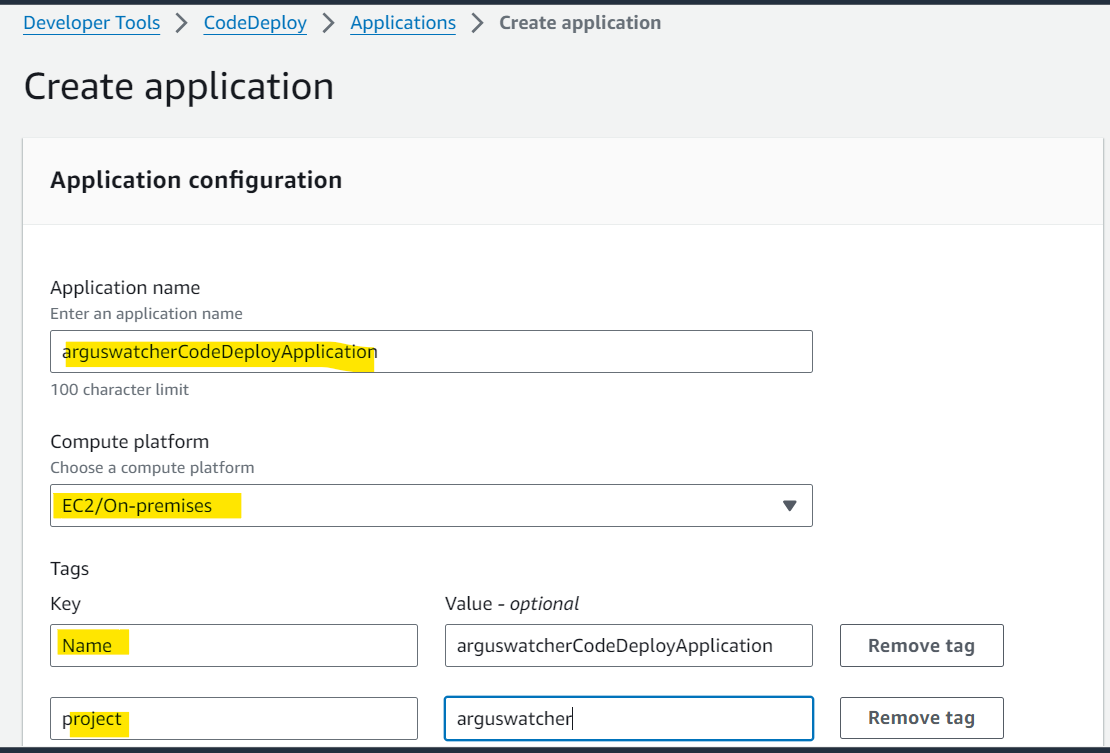 Developer Tools > CodeDeploy > Applications > Create application
Create application
Application configuration
Application name
Enter an application name
arguswatcherCodeDeployApplication
100 character limit
Compute platform
Choose a compute platform
EC2/On-premises
Tags
Key Value - optional
Name arguswatcherCodeDeployApplication Remove tag
project arguswatcher Remove tag